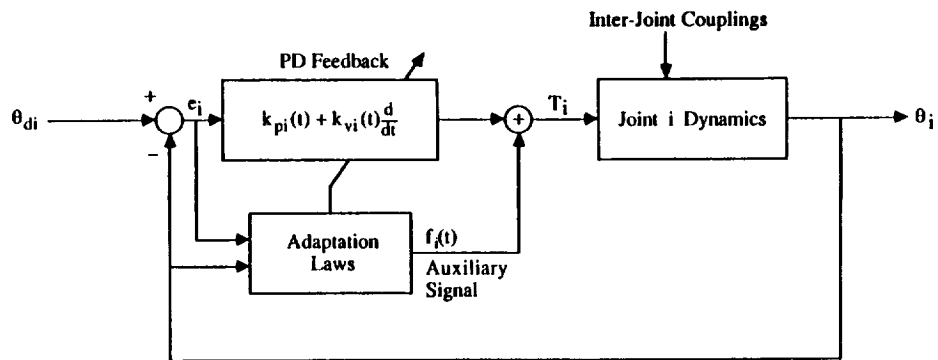 Inter-Joint Couplings
PD Feedback
θdi
+
−
ei
kpi(t) + kvi(t) d/dt
+
Ti
Joint i Dynamics
θi
Adaptation
Laws
fi(t)
Auxiliary
Signal